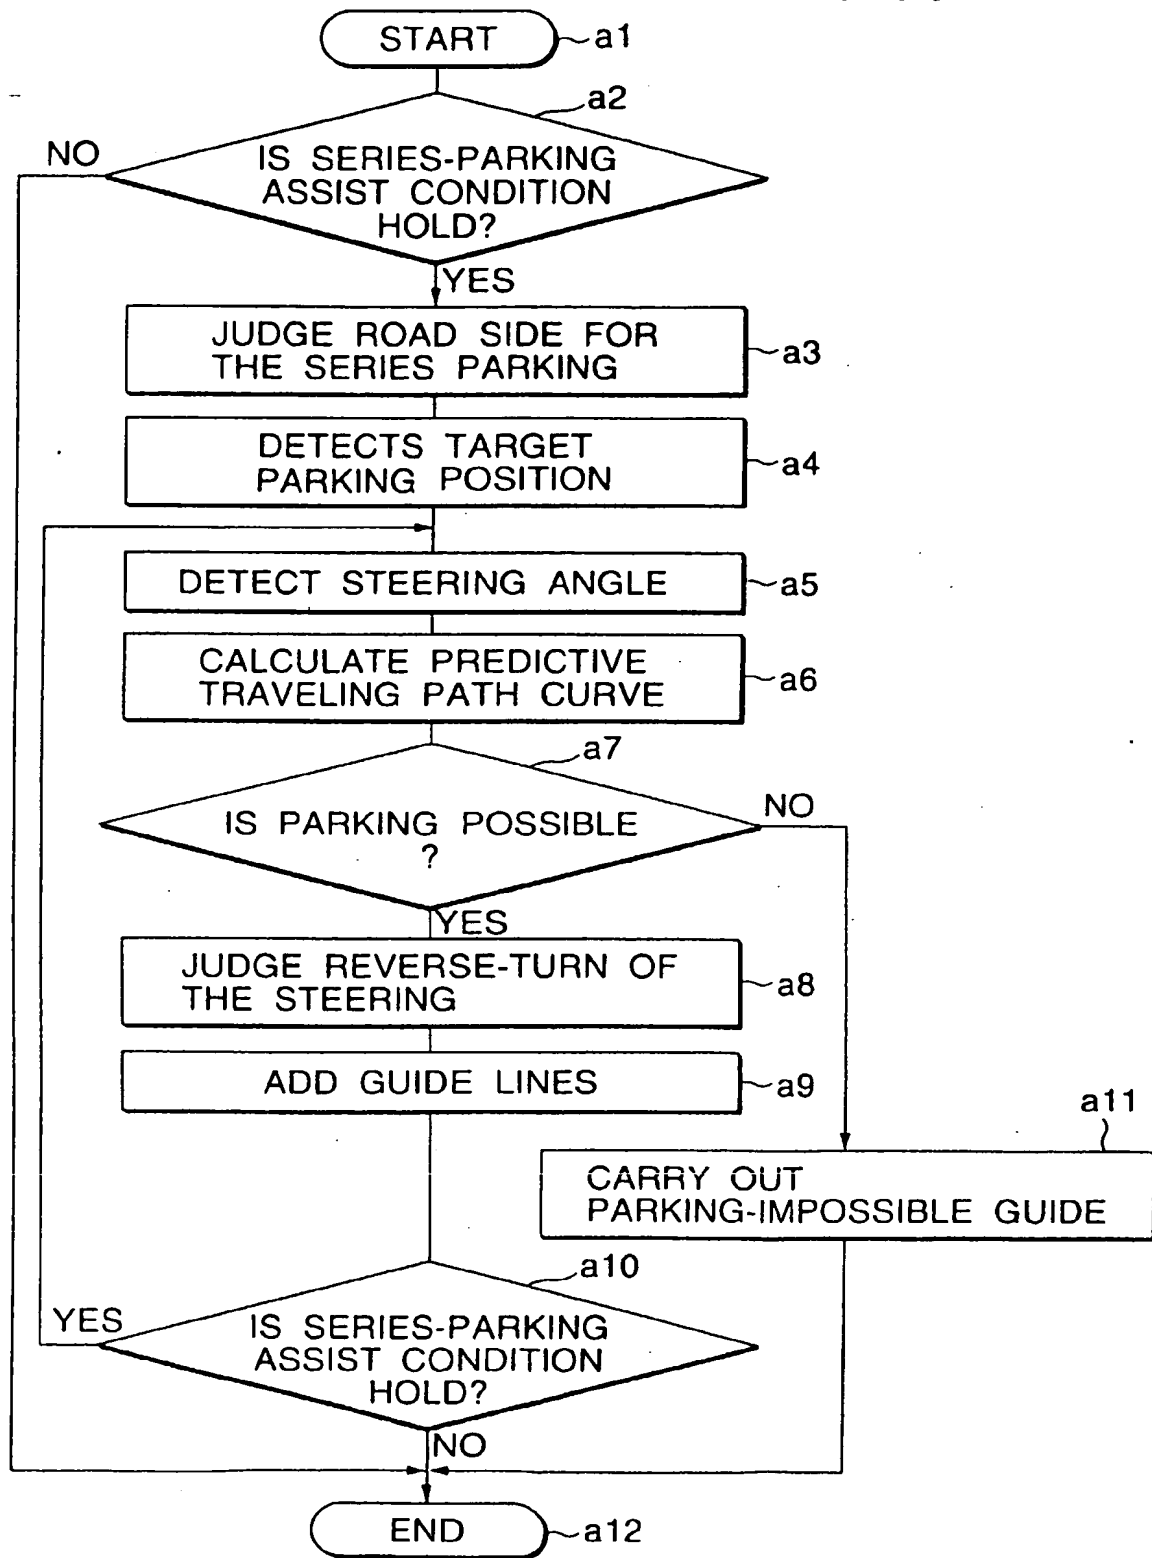 START
a1
a2
NO
IS SERIES-PARKING
ASSIST CONDITION
HOLD?
YES
JUDGE ROAD SIDE FOR
THE SERIES PARKING
a3
DETECTS TARGET
PARKING POSITION
a4
DETECT STEERING ANGLE
a5
CALCULATE PREDICTIVE
TRAVELING PATH CURVE
a6
a7
NO
IS PARKING POSSIBLE
?
YES
JUDGE REVERSE-TURN OF
THE STEERING
a8
ADD GUIDE LINES
a9
a11
CARRY OUT
PARKING-IMPOSSIBLE GUIDE
a10
YES
IS SERIES-PARKING
ASSIST CONDITION
HOLD?
NO
END
a12